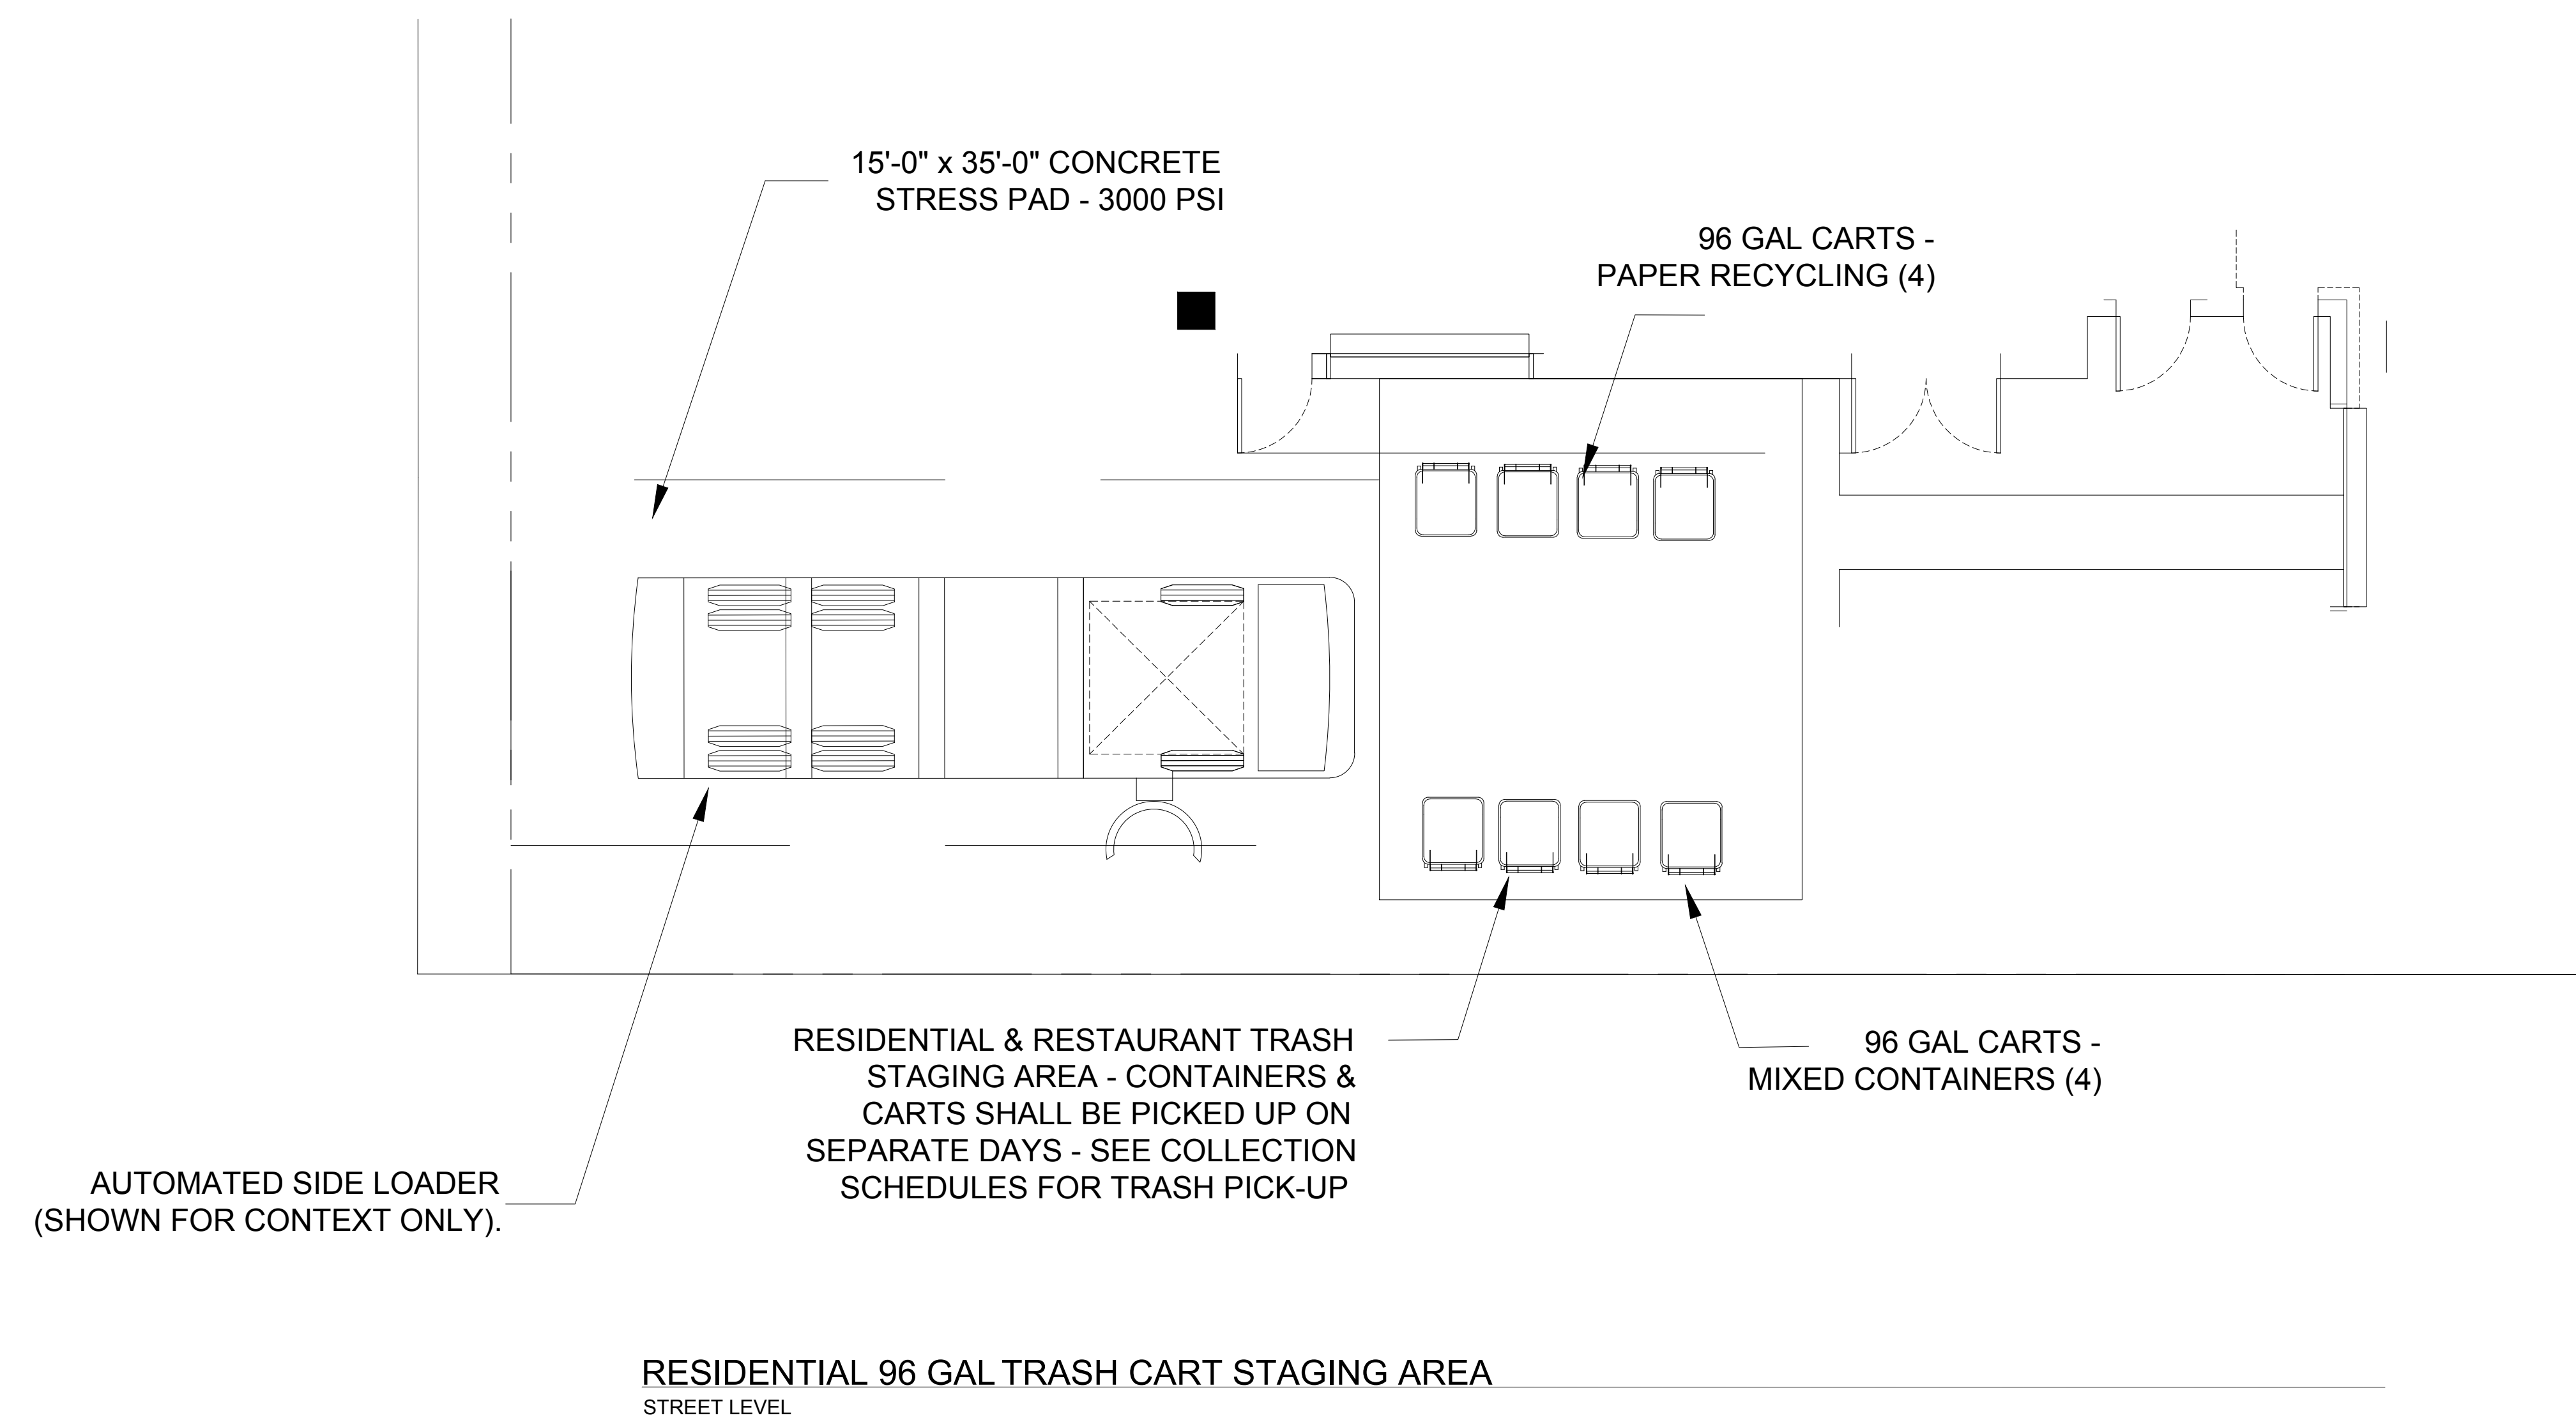 15'-0" x 35'-0" CONCRETE
STRESS PAD - 3000 PSI
96 GAL CARTS -
PAPER RECYCLING (4)
RESIDENTIAL & RESTAURANT TRASH
STAGING AREA - CONTAINERS &
CARTS SHALL BE PICKED UP ON
SEPARATE DAYS - SEE COLLECTION
SCHEDULES FOR TRASH PICK-UP
96 GAL CARTS -
MIXED CONTAINERS (4)
AUTOMATED SIDE LOADER
(SHOWN FOR CONTEXT ONLY).
RESIDENTIAL 96 GAL TRASH CART STAGING AREA
STREET LEVEL